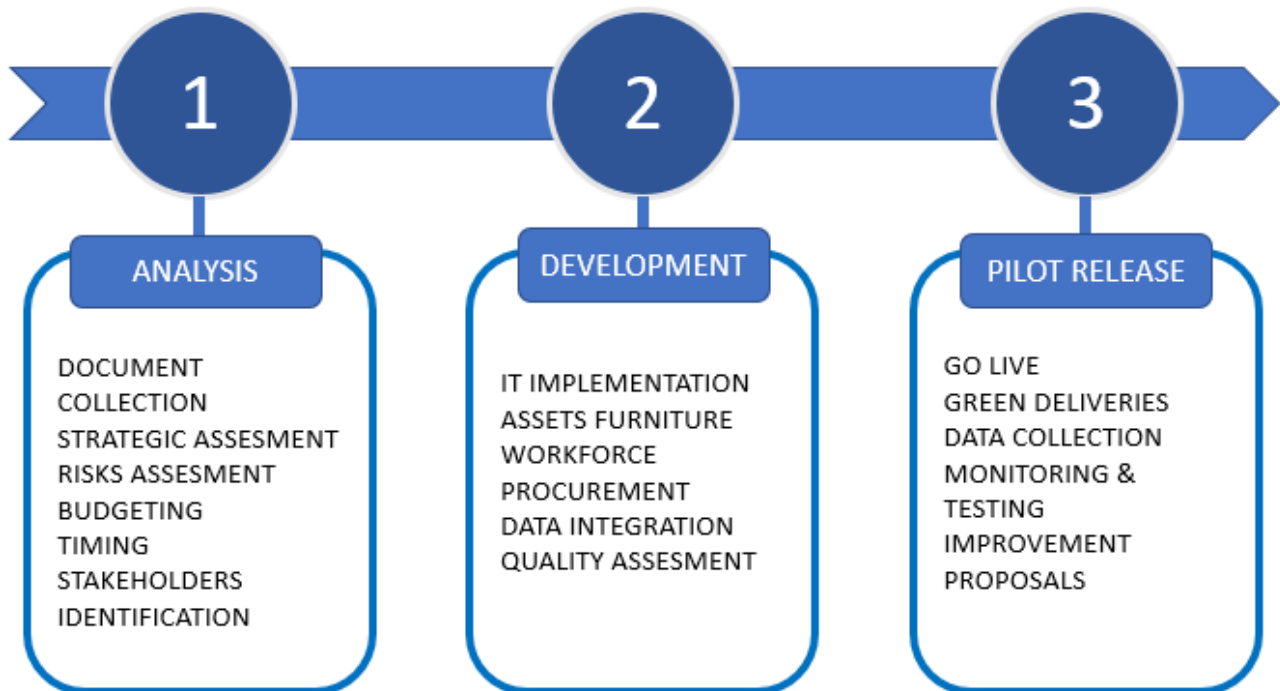 1
2
3
ANALYSIS
DOCUMENT
COLLECTION
STRATEGIC ASSESMENT
RISKS ASSESMENT
BUDGETING
TIMING
STAKEHOLDERS
IDENTIFICATION
DEVELOPMENT
IT IMPLEMENTATION
ASSETS FURNITURE
WORKFORCE
PROCUREMENT
DATA INTEGRATION
QUALITY ASSESMENT
PILOT RELEASE
GO LIVE
GREEN DELIVERIES
DATA COLLECTION
MONITORING &
TESTING
IMPROVEMENT
PROPOSALS